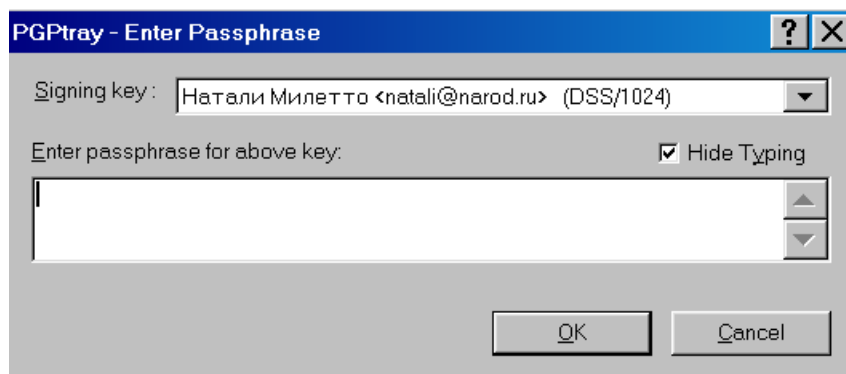 PGPtray - Enter Passphrase
Signing key: Натали Милетто <natali@narod.ru> (DSS/1024)
Enter passphrase for above key: Hide Typing
OK Cancel